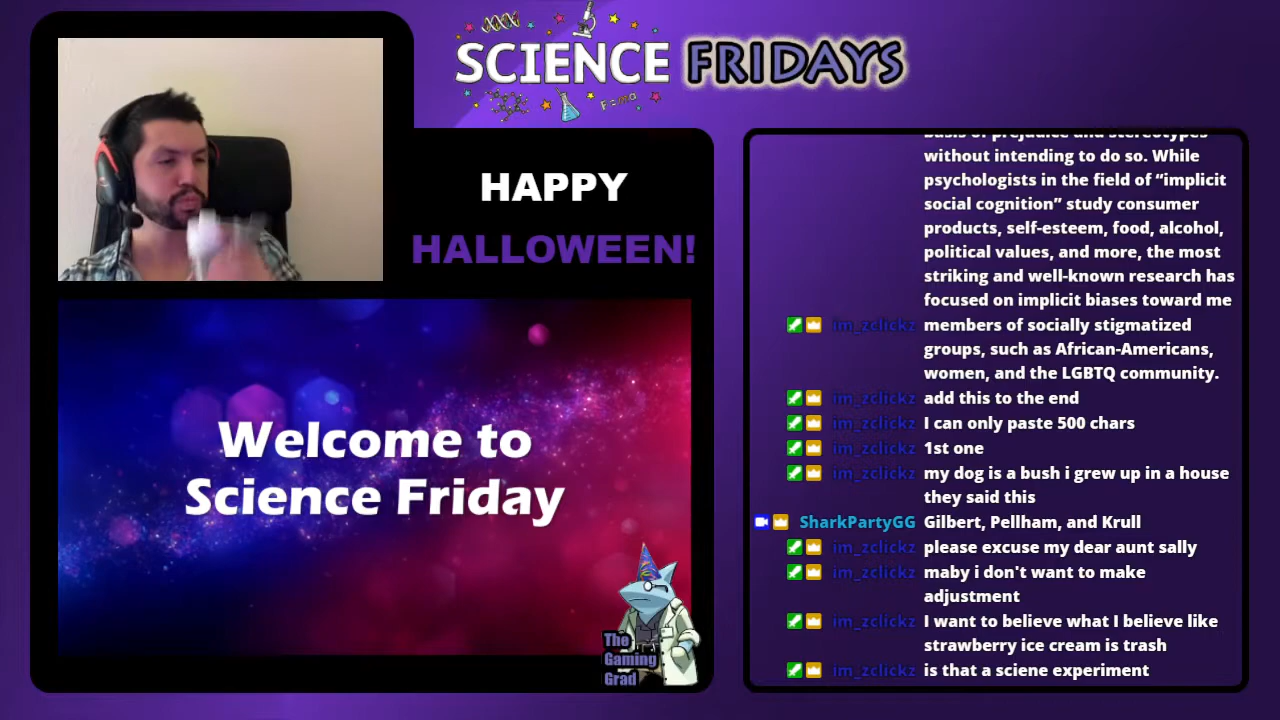 SCIENCE FRIDAYS
F=ma
HAPPY
HALLOWEEN!
Welcome to
Science Friday
The
Gaming
Grad
basis of prejudice and stereotypes
without intending to do so. While
psychologists in the field of “implicit
social cognition” study consumer
products, self-esteem, food, alcohol,
political values, and more, the most
striking and well-known research has
focused on implicit biases toward me
im_zclickz members of socially stigmatized
groups, such as African-Americans,
women, and the LGBTQ community.
im_zclickz add this to the end
im_zclickz I can only paste 500 chars
im_zclickz 1st one
im_zclickz my dog is a bush i grew up in a house
they said this
SharkPartyGG Gilbert, Pellham, and Krull
im_zclickz please excuse my dear aunt sally
im_zclickz maby i don't want to make
adjustment
im_zclickz I want to believe what I believe like
strawberry ice cream is trash
im_zclickz is that a sciene experiment